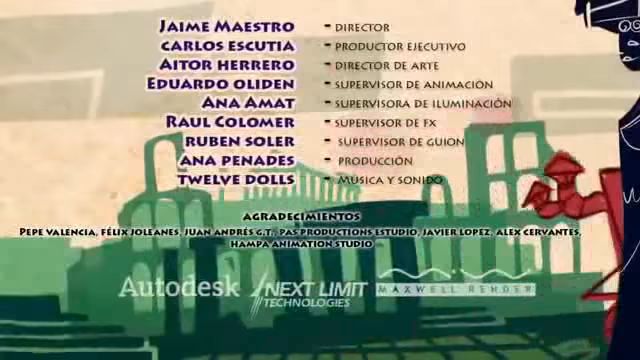 JAIME MAESTRO - DIRECTOR
CARLOS ESCUTIA - PRODUCTOR EJECUTIVO
AITOR HERRERO - DIRECTOR DE ARTE
EDUARDO OLIDEN - SUPERVISOR DE ANIMACIÓN
ANA AMAT - SUPERVISORA DE ILUMINACIÓN
RAUL COLOMER - SUPERVISOR DE FX
RUBEN SOLER - SUPERVISOR DE GUION
ANA PENADES - PRODUCCIÓN
TWELVE DOLLS - MUSICA Y SONIDO
AGRADECIMIENTOS
PEPE VALENCIA, FÉLIX JOLEANES, JUAN ANDRÉS G.T., PAS PRODUCTIONS ESTUDIO, JAVIER LOPEZ, ALEX CERVANTES,
HAMPA ANIMATION STUDIO
Autodesk NEXT LIMIT TECHNOLOGIES MAXWELL RENDER